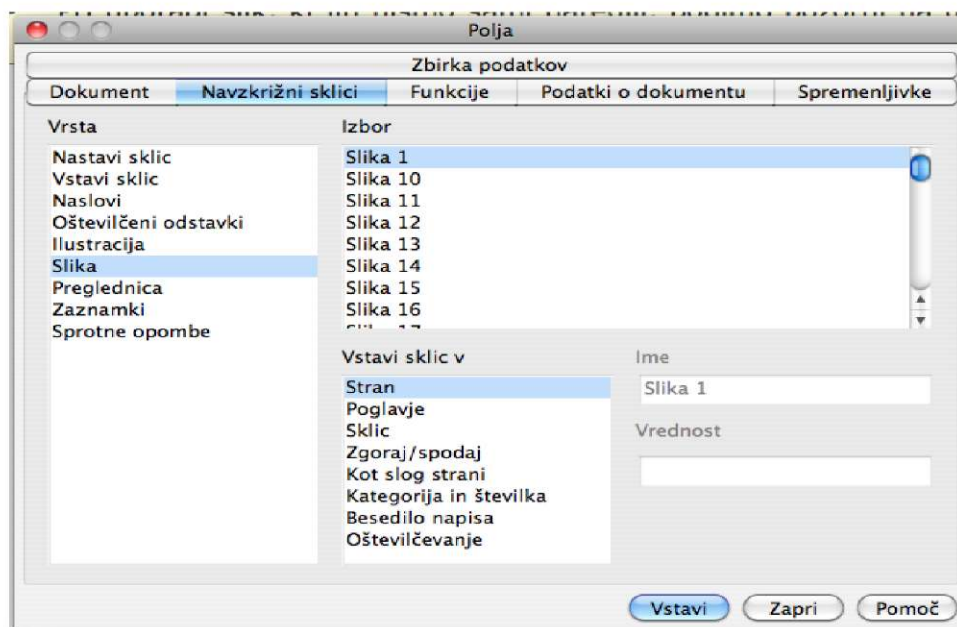 Polja
Zbirka podatkov
Dokument Navzkrižni sklici Funkcije Podatki o dokumentu Spremenljivke
Vrsta
Nastavi sklic
Vstavi sklic
Naslovi
Oštevilčeni odstavki
Ilustracija
Slika
Preglednica
Zaznamki
Sprotne opombe
Izbor
Slika 1
Slika 10
Slika 11
Slika 12
Slika 13
Slika 14
Slika 15
Slika 16
Vstavi sklic v
Stran
Poglavje
Sklic
Zgoraj/spodaj
Kot slog strani
Kategorija in številka
Besedilo napisa
Oštevilčevanje
Ime
Slika 1
Vrednost
Vstavi Zapri Pomoč